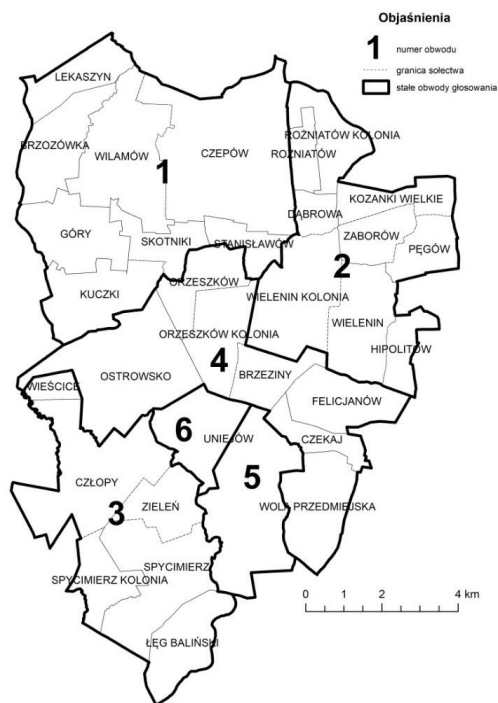 Objaśnienia
1 numer obwodu
granica sołectwa
stałe obwody głosowania
LEKASZYN
BRZOZÓWKA
WILAMÓW
CZEPÓW
ROŻNIATÓW KOLONIA
ROŻNIATÓW
1
KOZANKI WIELKIE
DĄBROWA
GÓRY
SKOTNIKI
STANISŁAWÓW
ZABORÓW
PĘGÓW
2
ORZESZKÓW
KUCZKI
WIELENIN KOLONIA
WIELENIN
ORZESZKÓW KOLONIA
HIPOLITÓW
4
OSTROWSKO
BRZEZINY
WIEŚCICE
FELICJANÓW
6
UNIEJÓW
CZEKAJ
5
CZŁOPY
ZIELEŃ
WOLA PRZEDMIEJSKA
3
SPYCIMIERZ
SPYCIMIERZ KOLONIA
0 1 2 4 km
ŁĘG BALIŃSKI